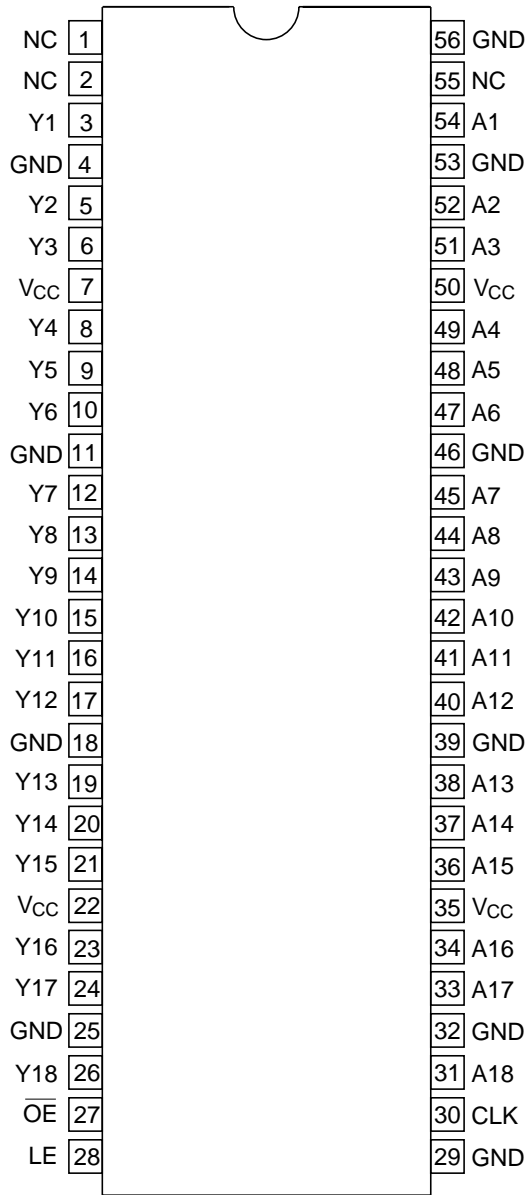 NC 1 56 GND
NC 2 55 NC
Y1 3 54 A1
GND 4 53 GND
Y2 5 52 A2
Y3 6 51 A3
VCC 7 50 VCC
Y4 8 49 A4
Y5 9 48 A5
Y6 10 47 A6
GND 11 46 GND
Y7 12 45 A7
Y8 13 44 A8
Y9 14 43 A9
Y10 15 42 A10
Y11 16 41 A11
Y12 17 40 A12
GND 18 39 GND
Y13 19 38 A13
Y14 20 37 A14
Y15 21 36 A15
VCC 22 35 VCC
Y16 23 34 A16
Y17 24 33 A17
GND 25 32 GND
Y18 26 31 A18
O̅E̅ 27 30 CLK
LE 28 29 GND